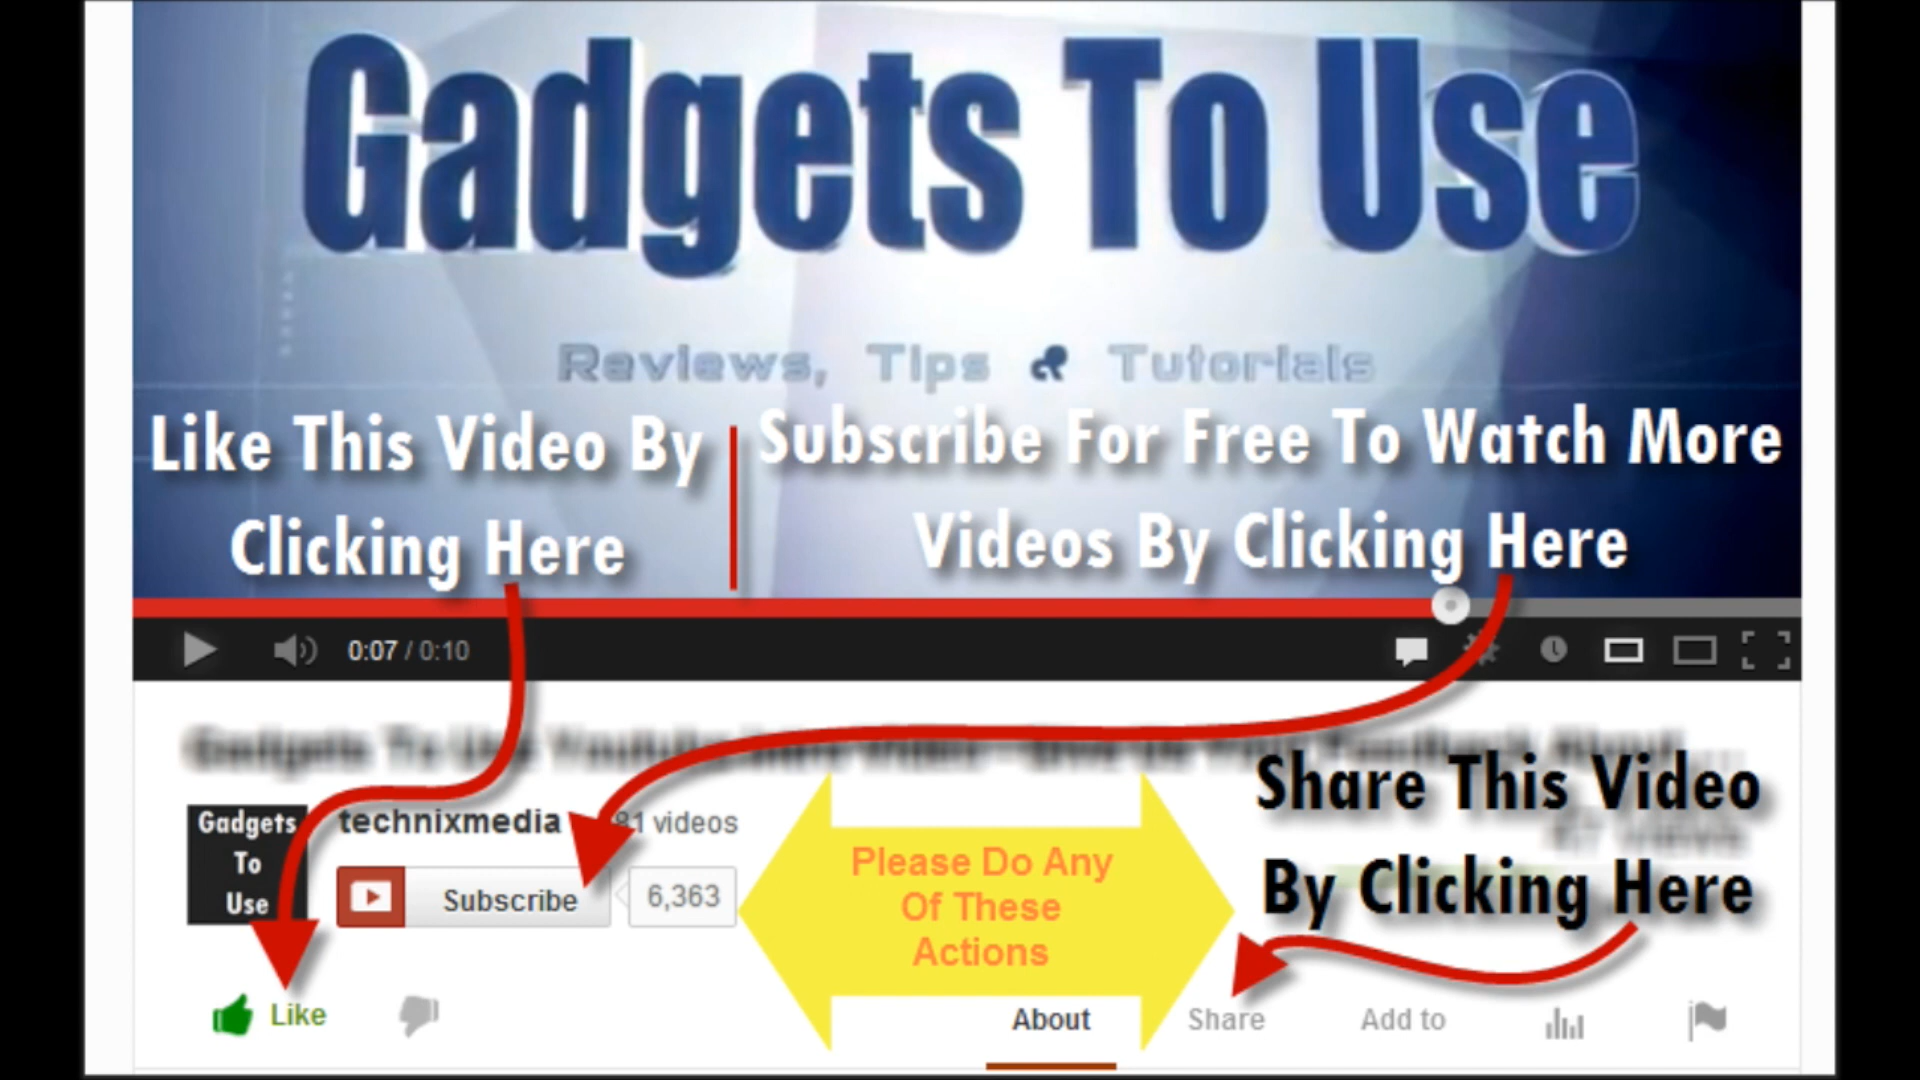 Gadgets To Use
Reviews, Tips & Tutorials
Like This Video By
Clicking Here
Subscribe For Free To Watch More
Videos By Clicking Here
0:07 / 0:10
Share This Video
By Clicking Here
Gadgets
To
Use
technixmedia
81 videos
Subscribe
6,363
Please Do Any
Of These
Actions
Like
About
Share
Add to